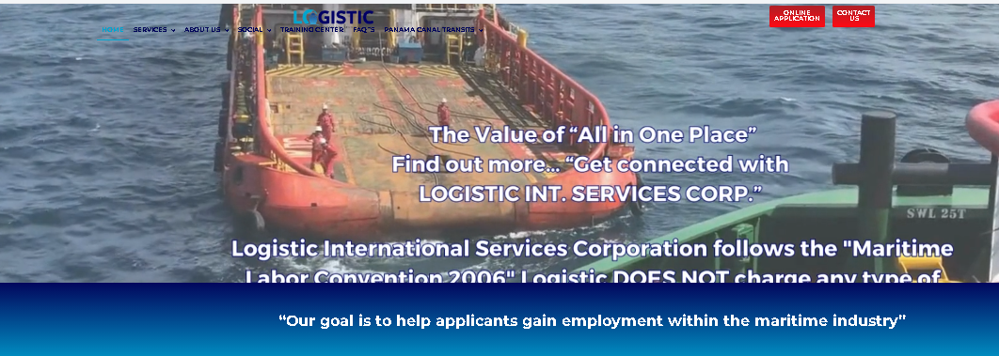 LOGISTIC
HOME SERVICES ABOUT US SOCIAL TRAINING CENTER FAQ'S PANAMA CANAL TRANSITS
ONLINE
APPLICATION
CONTACT
US
The Value of “All in One Place”
Find out more... “Get connected with
LOGISTIC INT. SERVICES CORP.”
SWL 25T
Logistic International Services Corporation follows the "Maritime
Labor Convention 2006" Logistic DOES NOT charge any type of
“Our goal is to help applicants gain employment within the maritime industry”